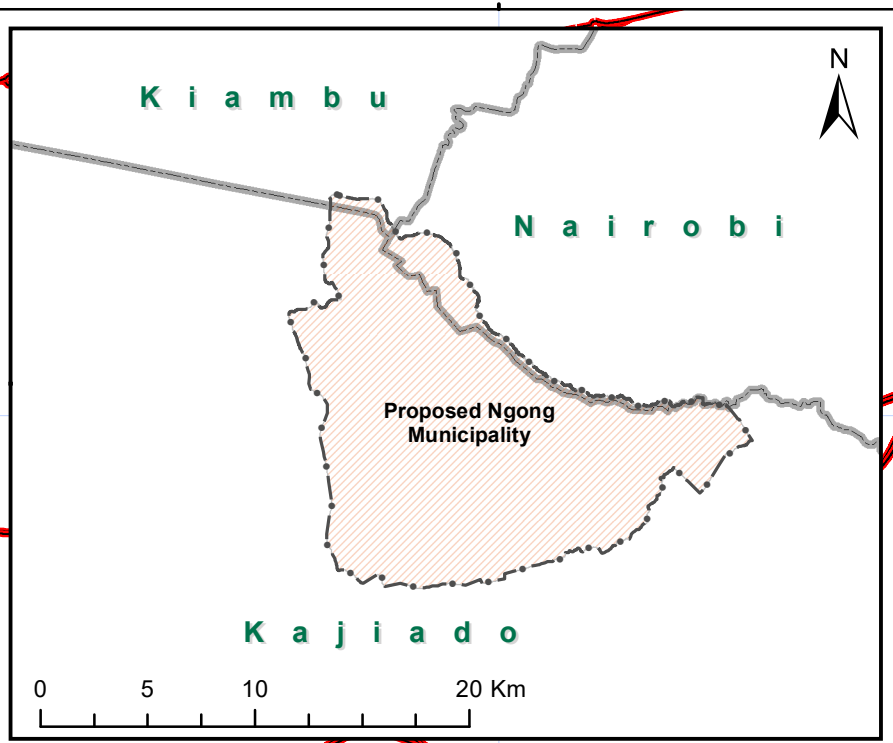 N
K i a m b u
N a i r o b i
Proposed Ngong
Municipality
K a j i a d o
0 5 10 20 Km